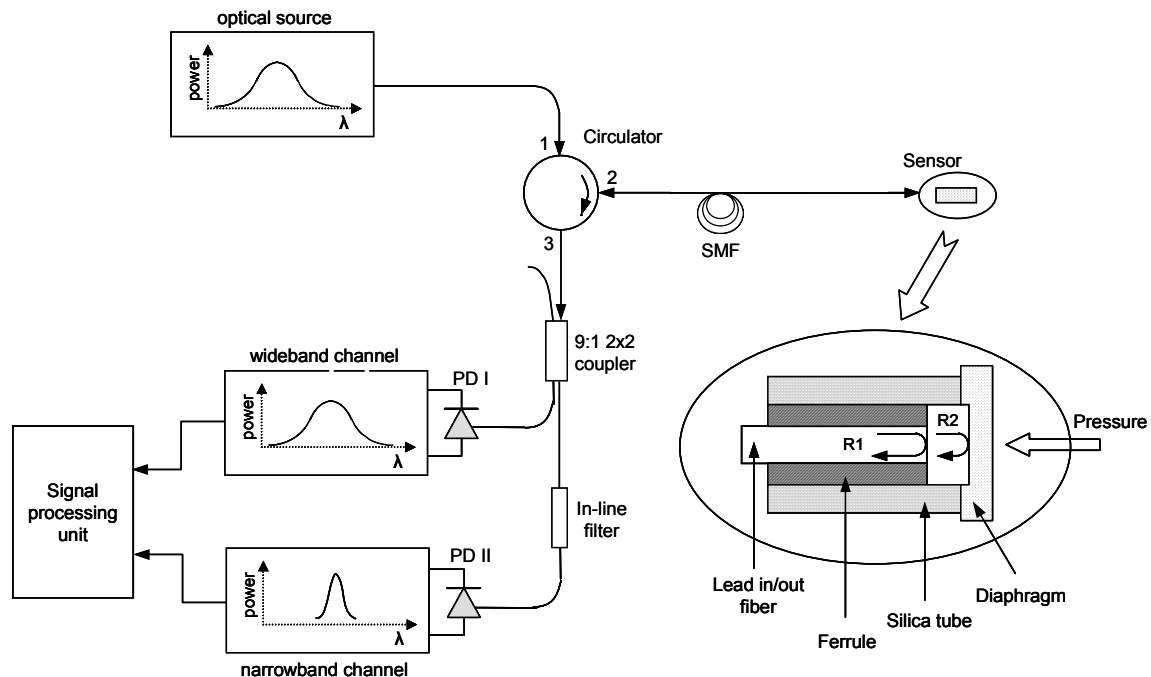 optical source
power
λ
1
Circulator
2
3
SMF
Sensor
9:1 2x2
coupler
wideband channel
power
λ
PD I
Signal
processing
unit
In-line
filter
PD II
power
λ
narrowband channel
R1
R2
Pressure
Lead in/out
fiber
Ferrule
Silica tube
Diaphragm